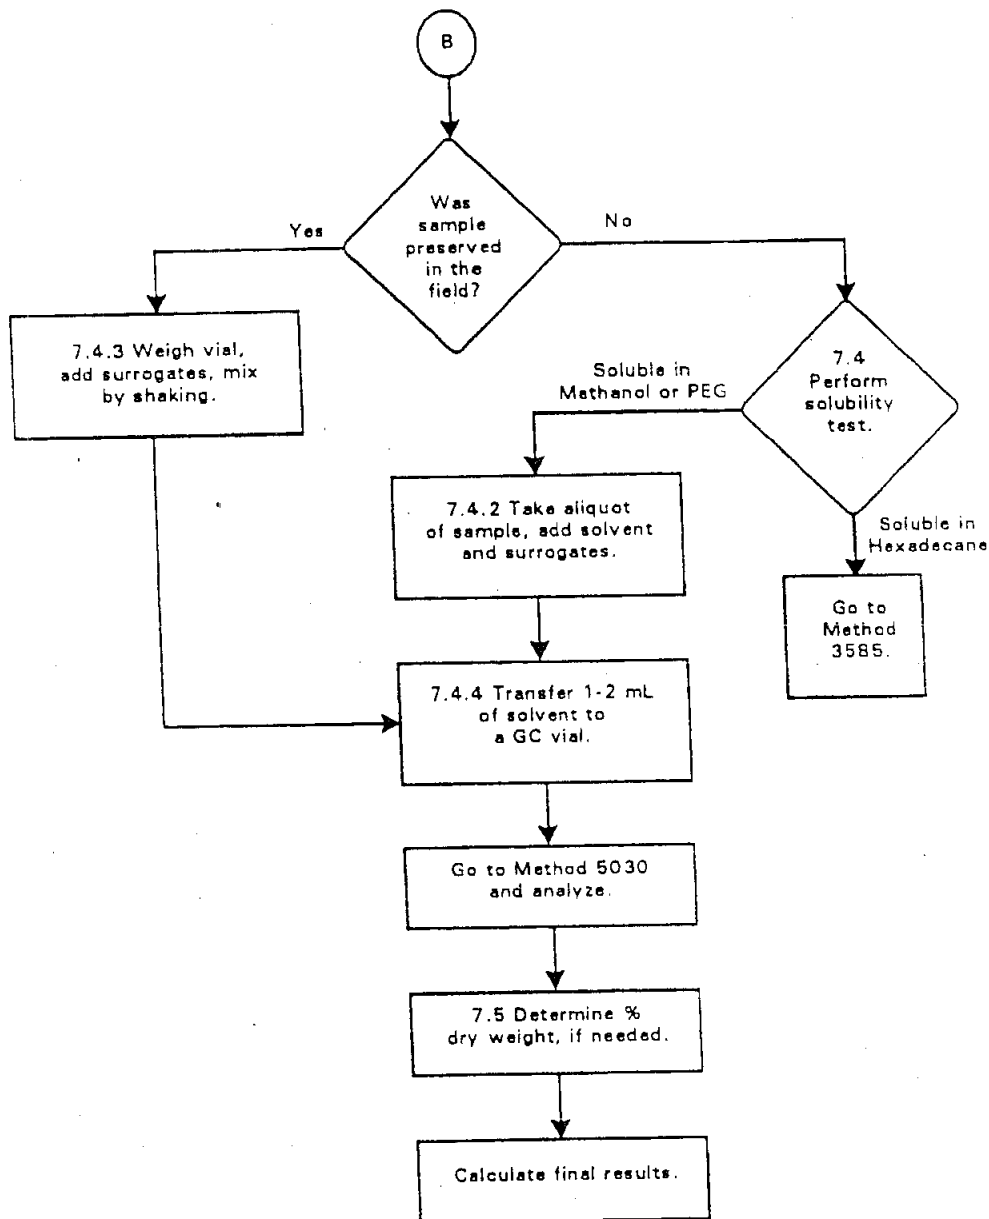 B
Was
sample
preserved
in the
field?
Yes
No
7.4.3 Weigh vial,
add surrogates, mix
by shaking.
7.4
Perform
solubility
test.
Soluble in
Methanol or PEG
7.4.2 Take aliquot
of sample, add solvent
and surrogates.
Soluble in
Hexadecane
Go to
Method
3585.
7.4.4 Transfer 1-2 mL
of solvent to
a GC vial.
Go to Method 5030
and analyze.
7.5 Determine %
dry weight, if needed.
Calculate final results.